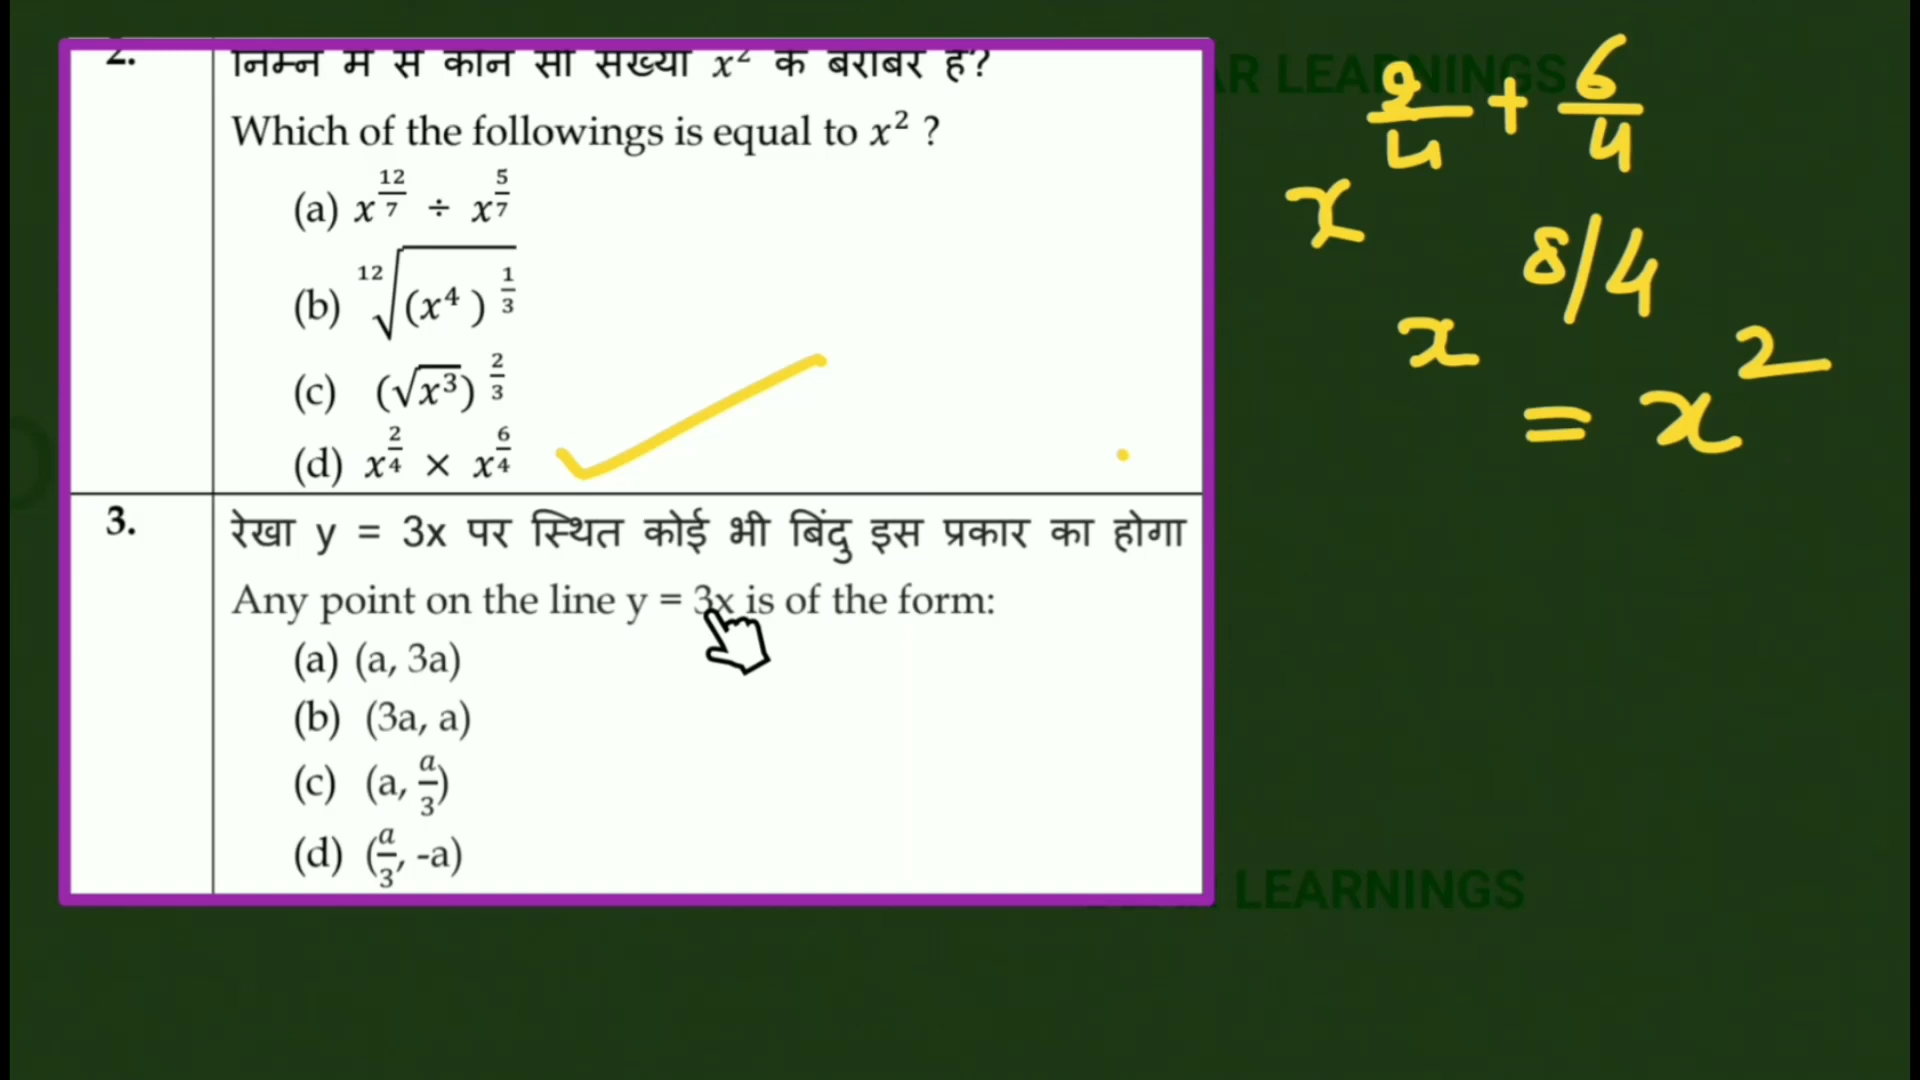 2. निम्न में से कौन सी संख्या x² के बराबर है?
Which of the followings is equal to x² ?
(a) x^(12/7) ÷ x^(5/7)
(b) ¹²√(x⁴ )^(1/3)
(c) (√x³)^(2/3)
(d) x^(2/4) × x^(6/4)
3. रेखा y = 3x पर स्थित कोई भी बिंदु इस प्रकार का होगा
Any point on the line y = 3x is of the form:
(a) (a, 3a)
(b) (3a, a)
(c) (a, a/3)
(d) (a/3, -a)
x^(2/4 + 6/4)
x^(8/4)
= x²
AR LEARNINGS
LEARNINGS